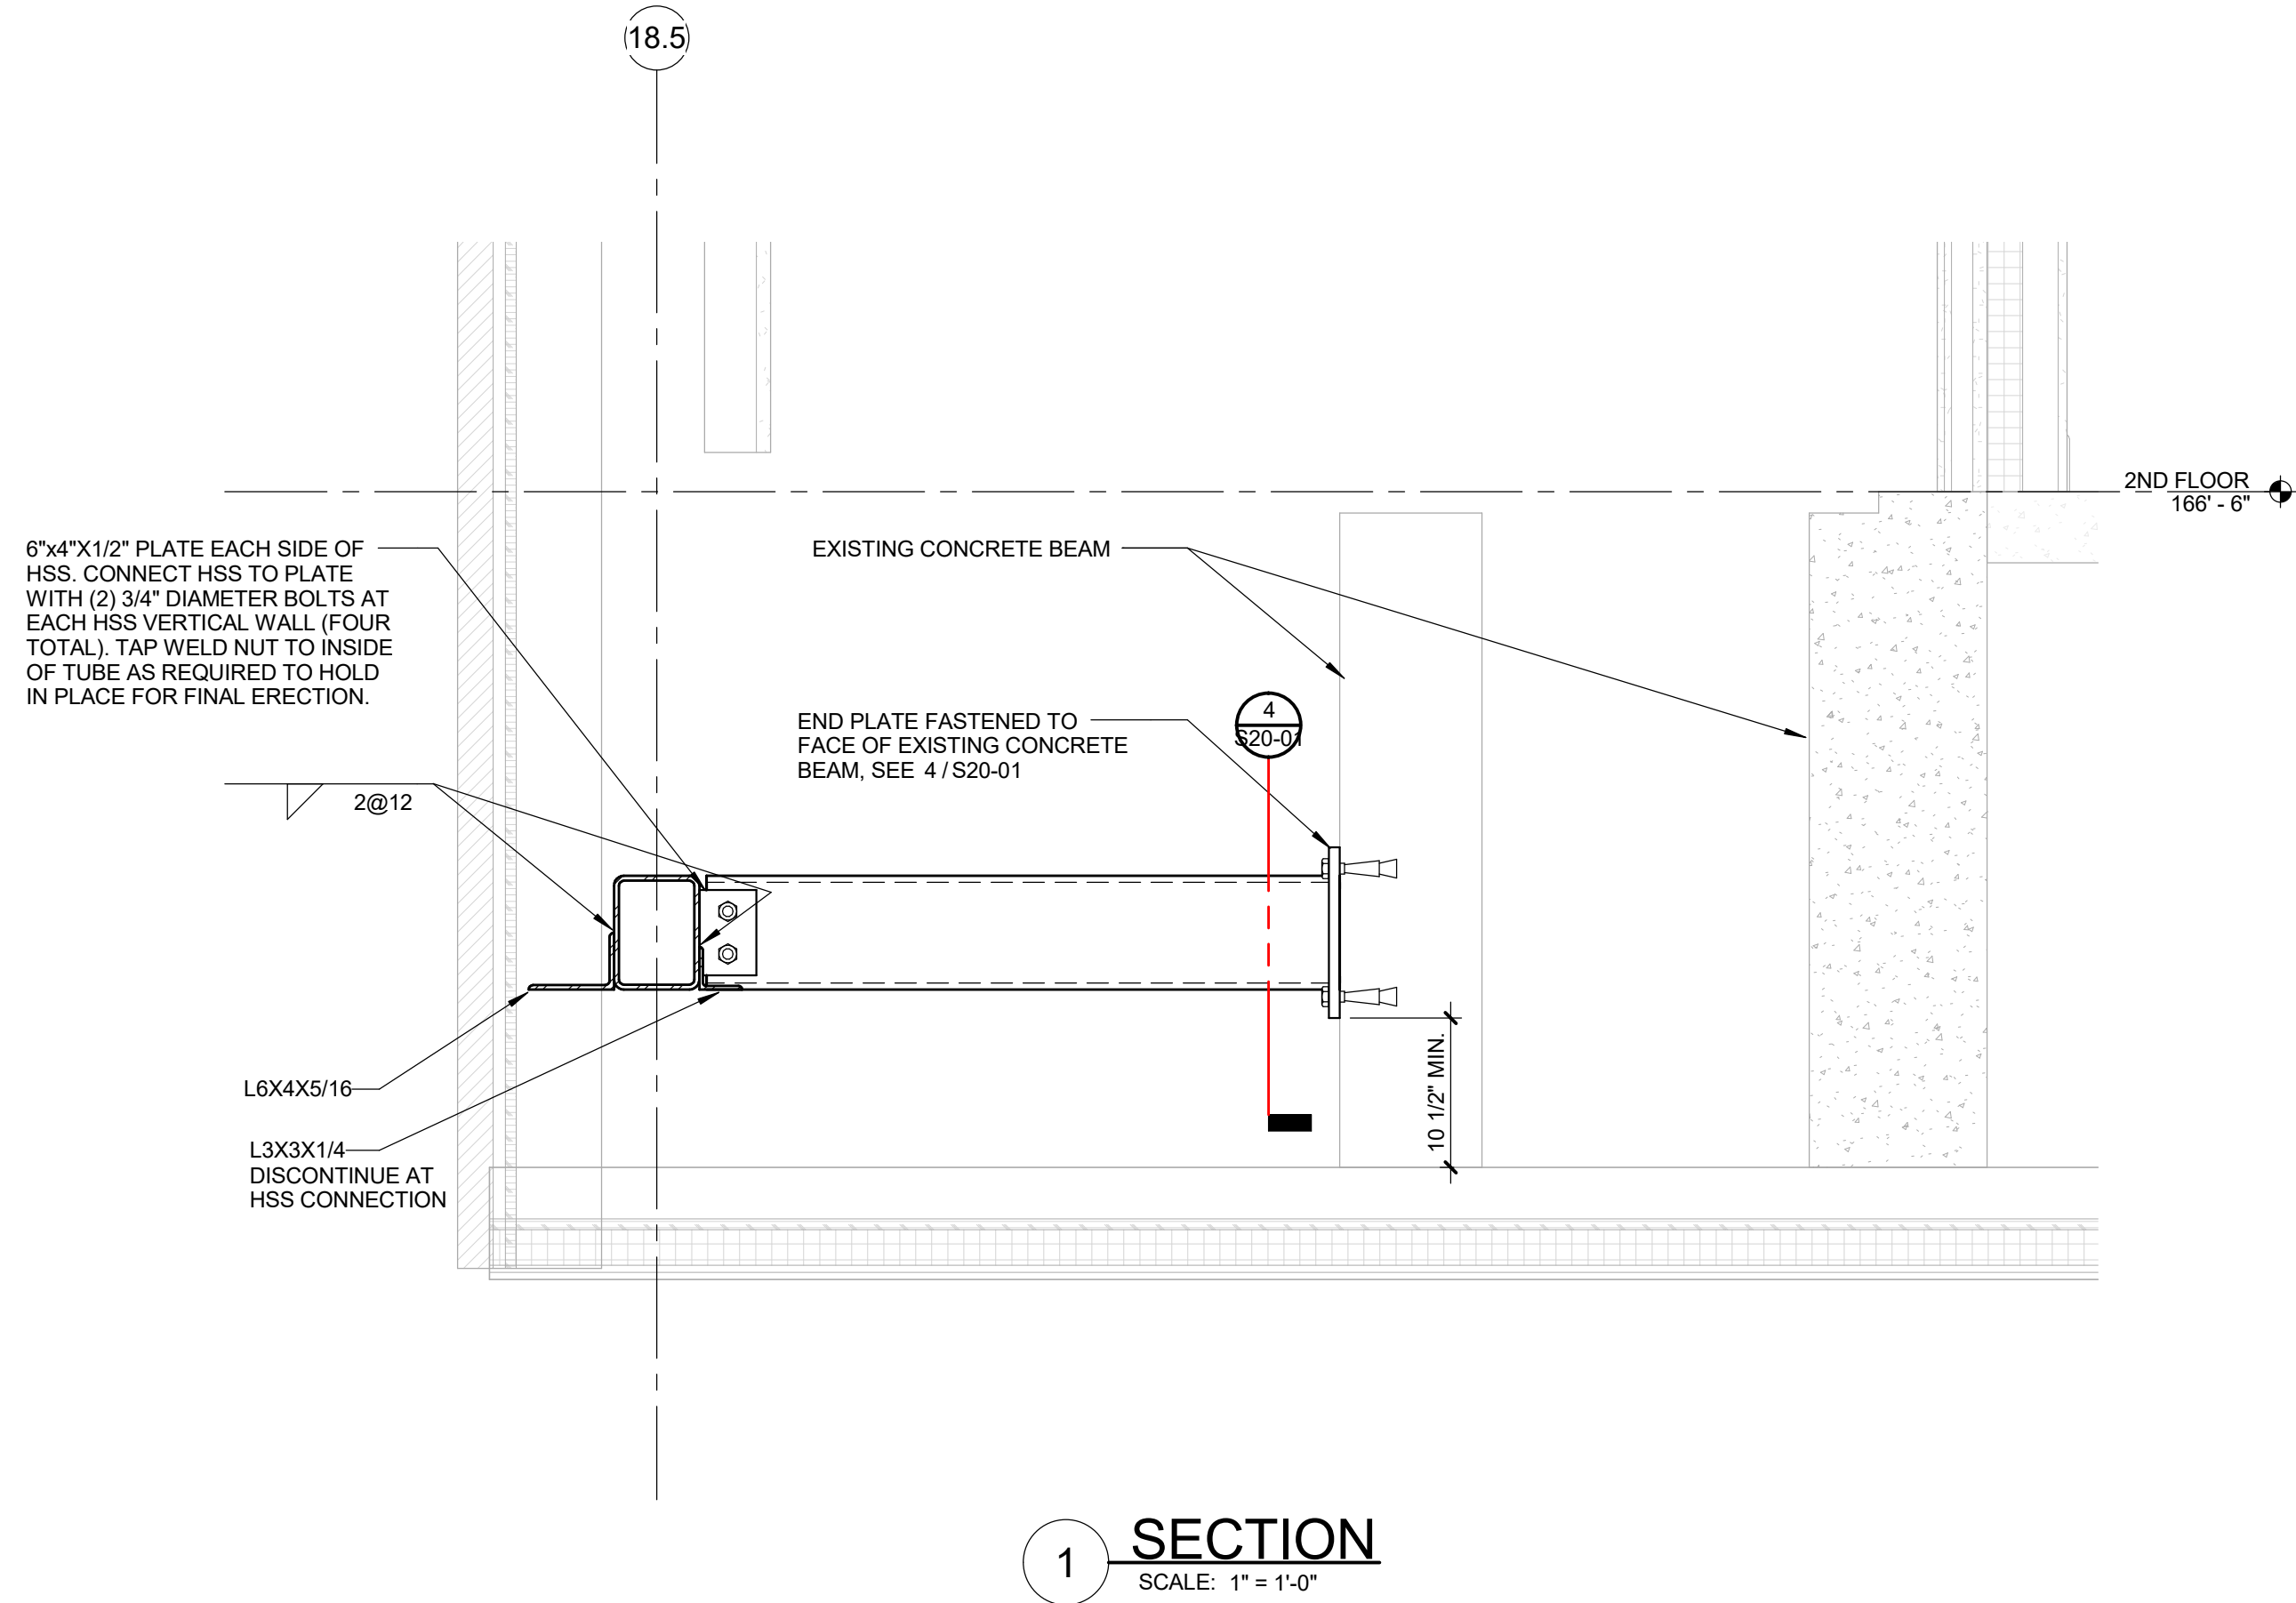 18.5
2ND FLOOR
166' - 6"
6"x4"X1/2" PLATE EACH SIDE OF
HSS. CONNECT HSS TO PLATE
WITH (2) 3/4" DIAMETER BOLTS AT
EACH HSS VERTICAL WALL (FOUR
TOTAL). TAP WELD NUT TO INSIDE
OF TUBE AS REQUIRED TO HOLD
IN PLACE FOR FINAL ERECTION.
EXISTING CONCRETE BEAM
4
S20-01
END PLATE FASTENED TO
FACE OF EXISTING CONCRETE
BEAM, SEE 4 / S20-01
2@12
10 1/2" MIN.
L6X4X5/16
L3X3X1/4
DISCONTINUE AT
HSS CONNECTION
1
SECTION
SCALE: 1" = 1'-0"